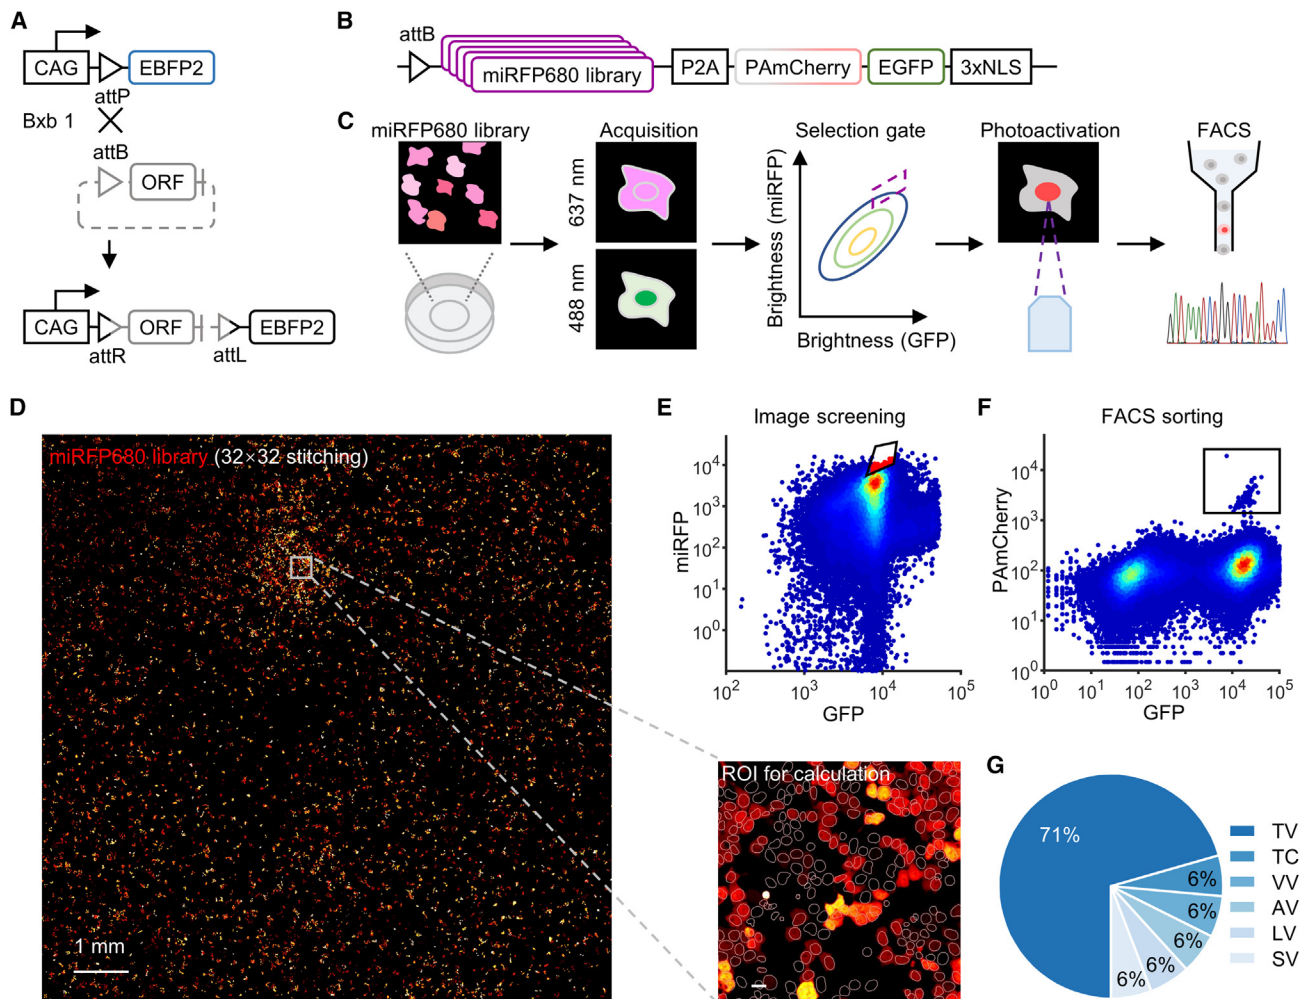 A
CAG
EBFP2
attP
Bxb 1
attB
ORF
CAG
ORF
EBFP2
attR
attL
B
attB
miRFP680 library
P2A
PAmCherry
EGFP
3xNLS
C
miRFP680 library
Acquisition
Selection gate
Photoactivation
FACS
637 nm
488 nm
Brightness (miRFP)
Brightness (GFP)
D
miRFP680 library (32×32 stitching)
1 mm
ROI for calculation
E
Image screening
miRFP
10⁴
10³
10²
10¹
10⁰
10² 10³ 10⁴ 10⁵
GFP
F
FACS sorting
PAmCherry
10⁴
10³
10²
10¹
10⁰
10⁰ 10¹ 10² 10³ 10⁴ 10⁵
GFP
G
71%
6%
6%
6%
6%
6%
TV
TC
VV
AV
LV
SV